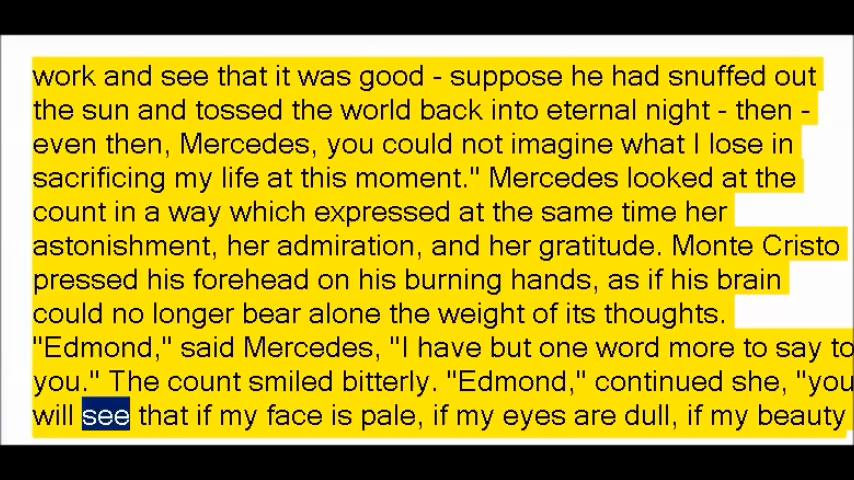 work and see that it was good - suppose he had snuffed out
the sun and tossed the world back into eternal night - then -
even then, Mercedes, you could not imagine what I lose in
sacrificing my life at this moment." Mercedes looked at the
count in a way which expressed at the same time her
astonishment, her admiration, and her gratitude. Monte Cristo
pressed his forehead on his burning hands, as if his brain
could no longer bear alone the weight of its thoughts.
"Edmond," said Mercedes, "I have but one word more to say to
you." The count smiled bitterly. "Edmond," continued she, "you
will see that if my face is pale, if my eyes are dull, if my beauty